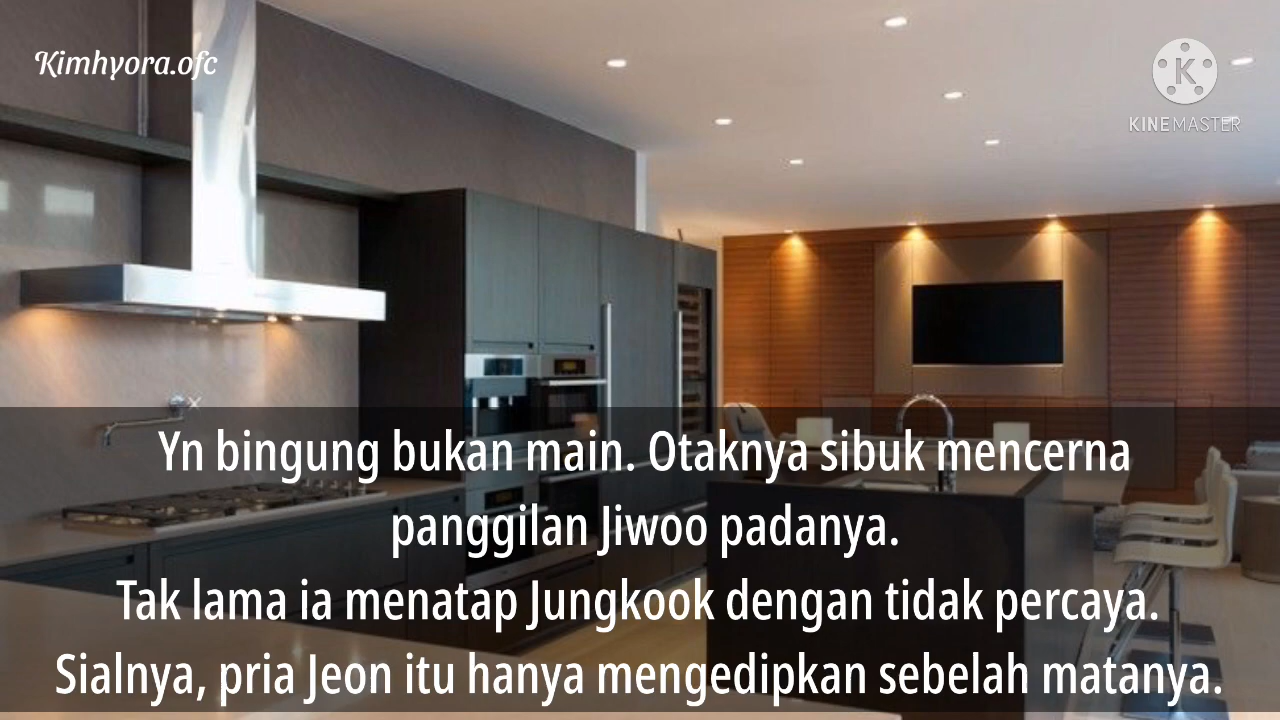 Kimhyora.ofc
K
KINEMASTER
Yn bingung bukan main. Otaknya sibuk mencerna
panggilan Jiwoo padanya.
Tak lama ia menatap Jungkook dengan tidak percaya.
Sialnya, pria Jeon itu hanya mengedipkan sebelah matanya.